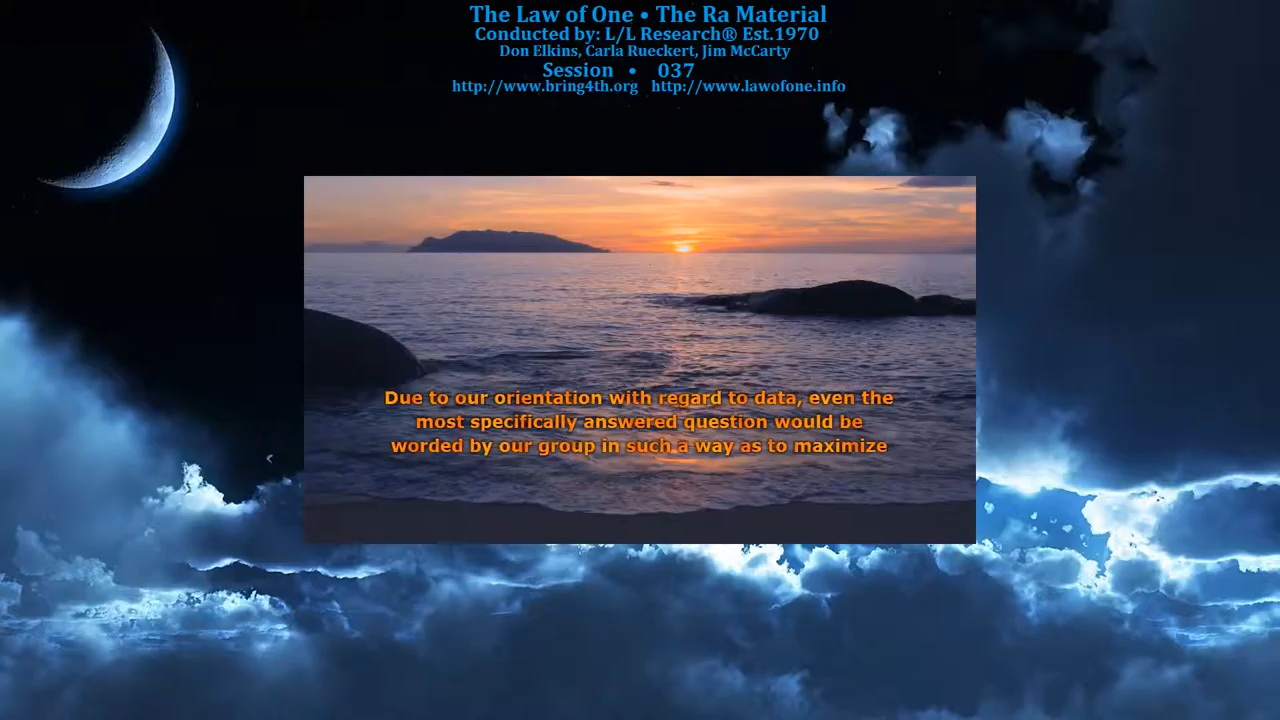 The Law of One • The Ra Material
Conducted by: L/L Research® Est.1970
Don Elkins, Carla Rueckert, Jim McCarty
Session • 037
http://www.bring4th.org http://www.lawofone.info
Due to our orientation with regard to data, even the
most specifically answered question would be
worded by our group in such a way as to maximize